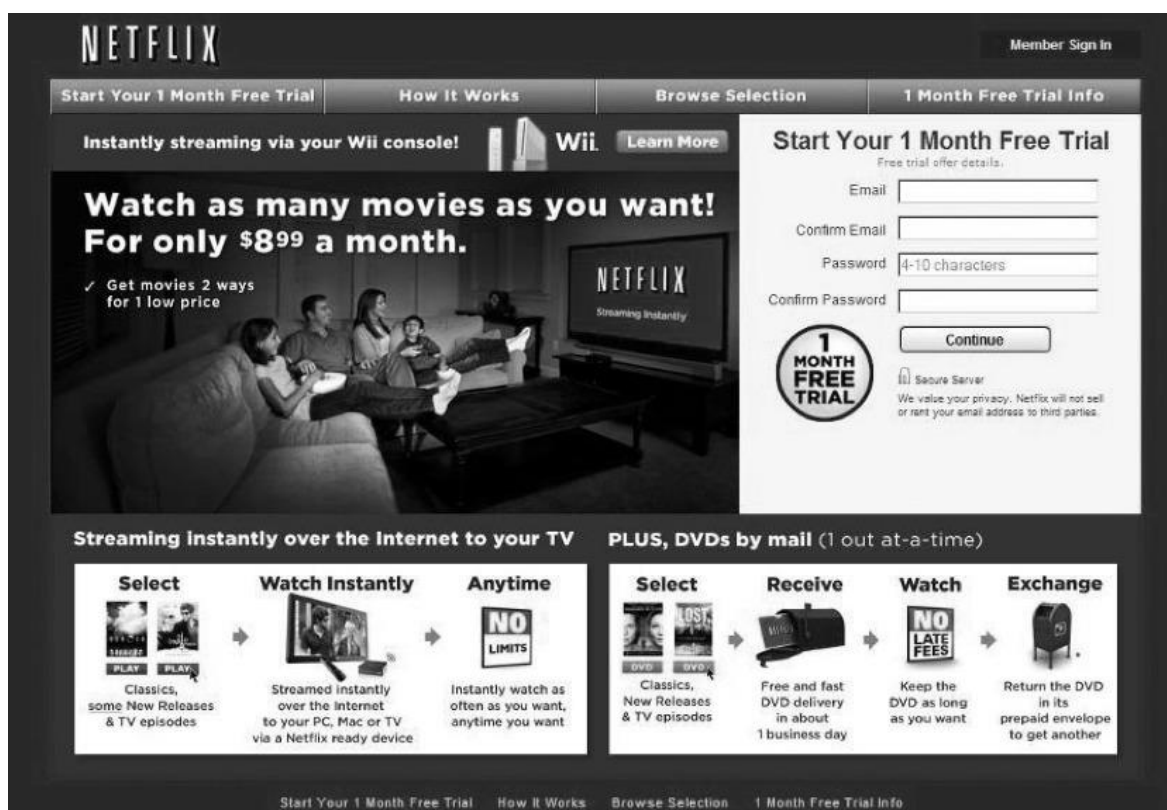 NETFLIX
Member Sign In
Start Your 1 Month Free Trial
How It Works
Browse Selection
1 Month Free Trial Info
Instantly streaming via your Wii console!
Wii.
Learn More
Watch as many movies as you want!
For only $899 a month.
✓ Get movies 2 ways
for 1 low price
NETFLIX
Streaming Instantly
Start Your 1 Month Free Trial
Free trial offer details.
Email
Confirm Email
Password
4-10 characters
Confirm Password
Continue
1
MONTH
FREE
TRIAL
Secure Server
We value your privacy. Netflix will not sell
or rent your email address to third parties.
Streaming instantly over the Internet to your TV
Select
PLAY
PLAY
Classics,
some New Releases
& TV episodes
Watch Instantly
Streamed instantly
over the Internet
to your PC, Mac or TV
via a Netflix ready device
Anytime
NO
LIMITS
Instantly watch as
often as you want,
anytime you want
PLUS, DVDs by mail (1 out at-a-time)
Select
LOST
DVD
DVD
Classics,
New Releases
& TV episodes
Receive
NETFLIX
Free and fast
DVD delivery
in about
1 business day
Watch
NO
LATE
FEES
Keep the
DVD as long
as you want
Exchange
Return the DVD
in its
prepaid envelope
to get another
Start Your 1 Month Free Trial
How It Works
Browse Selection
1 Month Free Trial Info